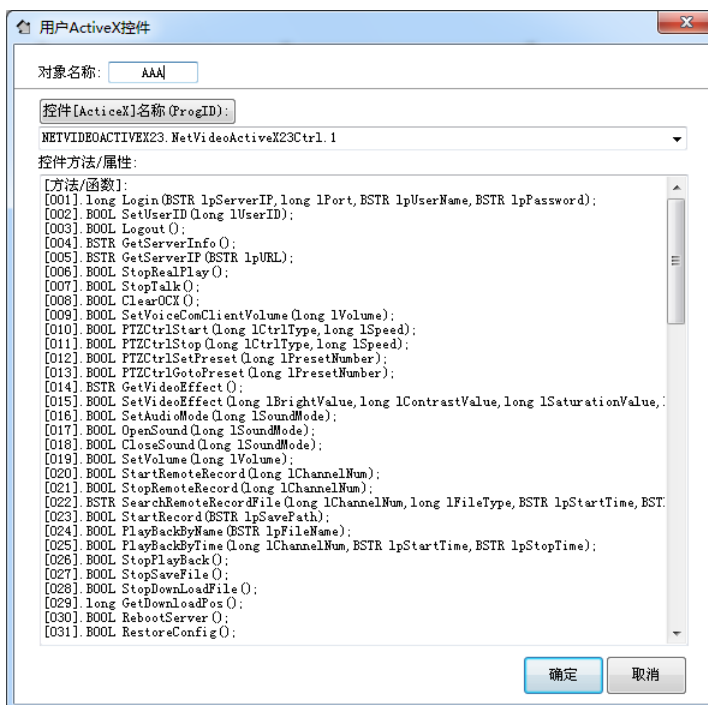 用户ActiveX控件
对象名称: AAA
控件[ActiceX]名称(ProgID):
NETVIDEOACTIVEX23.NetVideoActiveX23Ctrl.1
控件方法/属性:
[方法/函数]:
[001].long Login(BSTR lpServerIP,long lPort,BSTR lpUserName,BSTR lpPassword);
[002].BOOL SetUserID(long lUserID);
[003].BOOL Logout();
[004].BSTR GetServerInfo();
[005].BSTR GetServerIP(BSTR lpURL);
[006].BOOL StopRealPlay();
[007].BOOL StopTalk();
[008].BOOL ClearOCX();
[009].BOOL SetVoiceComClientVolume(long lVolume);
[010].BOOL PTZCtrlStart(long lCtrlType,long lSpeed);
[011].BOOL PTZCtrlStop(long lCtrlType,long lSpeed);
[012].BOOL PTZCtrlSetPreset(long lPresetNumber);
[013].BOOL PTZCtrlGotoPreset(long lPresetNumber);
[014].BSTR GetVideoEffect();
[015].BOOL SetVideoEffect(long lBrightValue,long lContrastValue,long lSaturationValue,
[016].BOOL SetAudioMode(long lSoundMode);
[017].BOOL OpenSound(long lSoundMode);
[018].BOOL CloseSound(long lSoundMode);
[019].BOOL SetVolume(long lVolume);
[020].BOOL StartRemoteRecord(long lChannelNum);
[021].BOOL StopRemoteRecord(long lChannelNum);
[022].BSTR SearchRemoteRecordFile(long lChannelNum,long lFileType,BSTR lpStartTime,BST
[023].BOOL StartRecord(BSTR lpSavePath);
[024].BOOL PlayBackByName(BSTR lpFileName);
[025].BOOL PlayBackByTime(long lChannelNum,BSTR lpStartTime,BSTR lpStopTime);
[026].BOOL StopPlayBack();
[027].BOOL StopSaveFile();
[028].BOOL StopDownLoadFile();
[029].long GetDownloadPos();
[030].BOOL RebootServer();
[031].BOOL RestoreConfig();
确定 取消